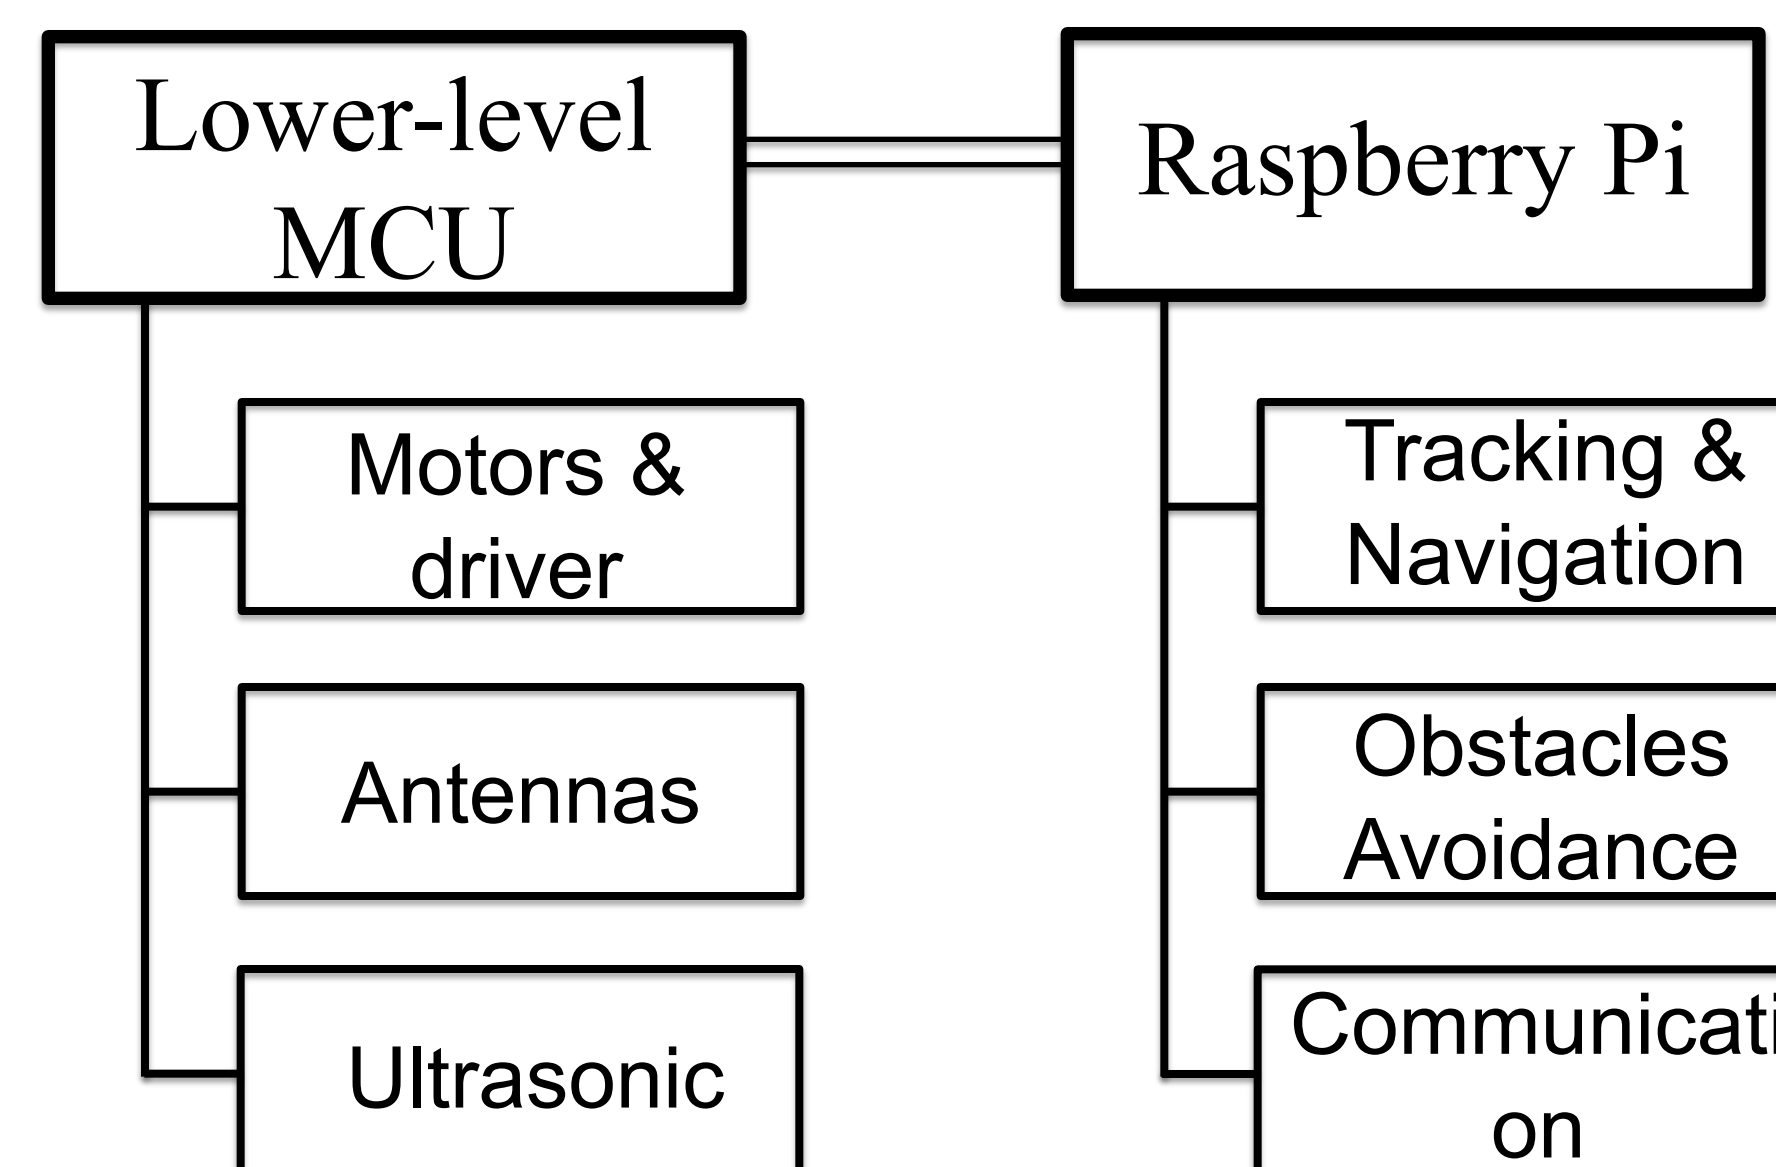 Lower-level
MCU
Raspberry Pi
Motors &
driver
Antennas
Ultrasonic
Tracking &
Navigation
Obstacles
Avoidance
Communicati
on